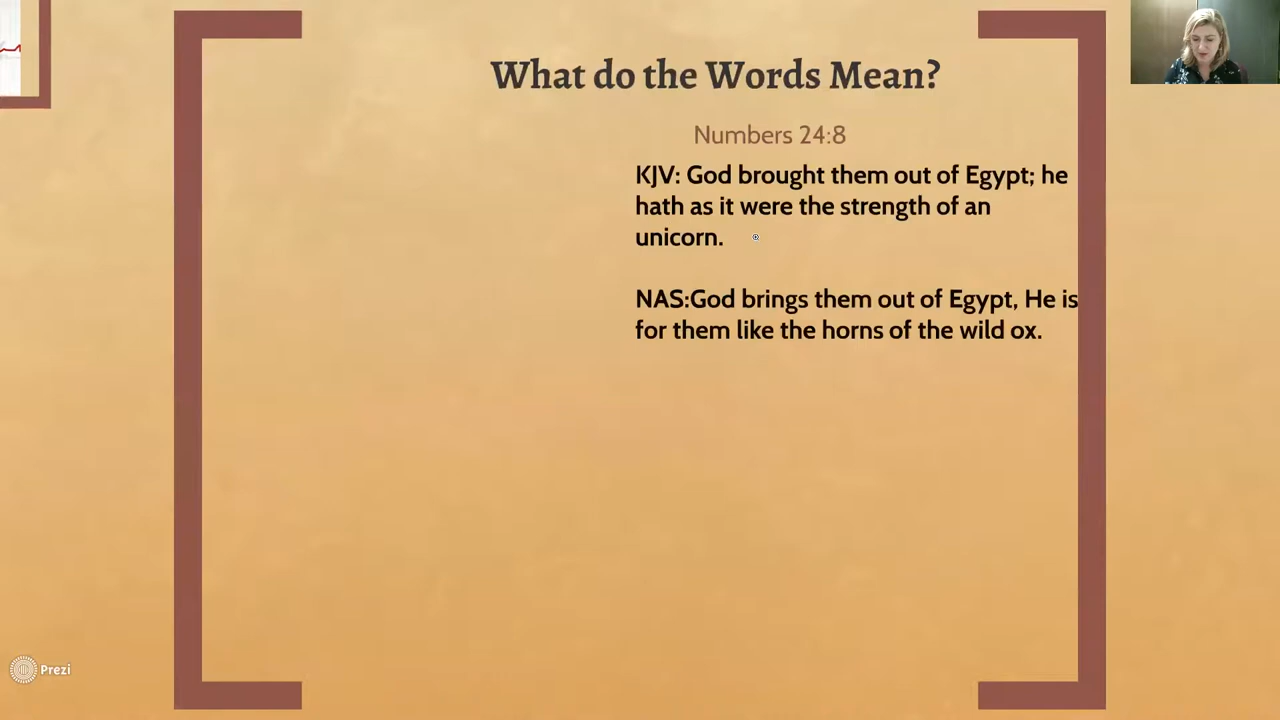 What do the Words Mean?
Numbers 24:8
KJV: God brought them out of Egypt; he
hath as it were the strength of an
unicorn.
NAS:God brings them out of Egypt, He is
for them like the horns of the wild ox.
Prezi